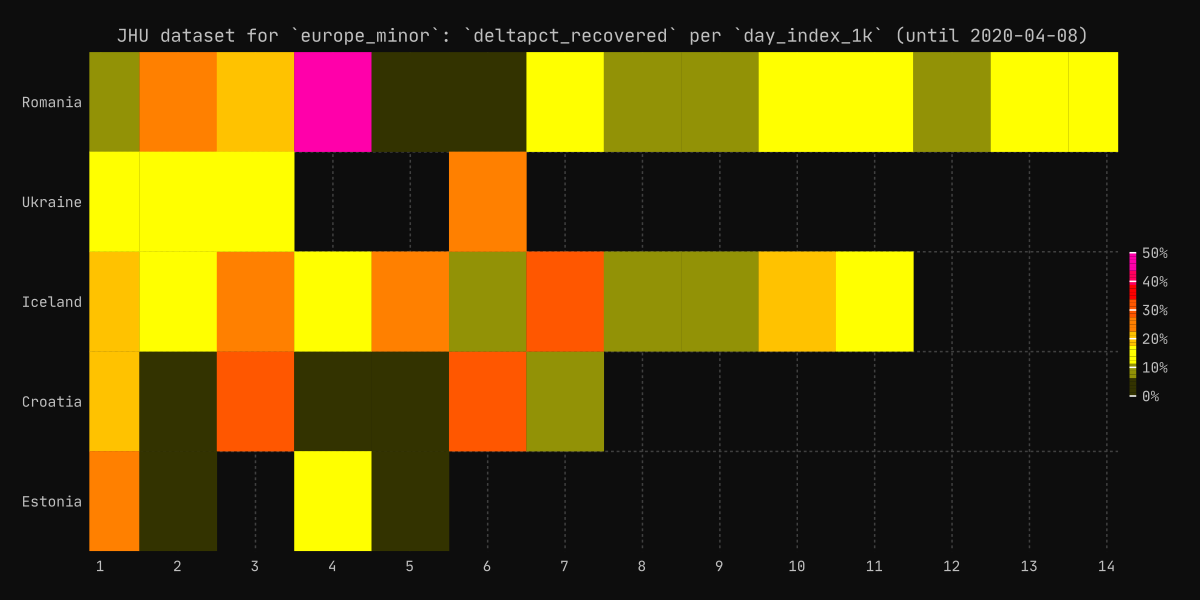 JHU dataset for `europe_minor`: `deltapct_recovered` per `day_index_1k` (until 2020-04-08)
Romania
Ukraine
Iceland
Croatia
Estonia
50%
40%
30%
20%
10%
0%
1 2 3 4 5 6 7 8 9 10 11 12 13 14